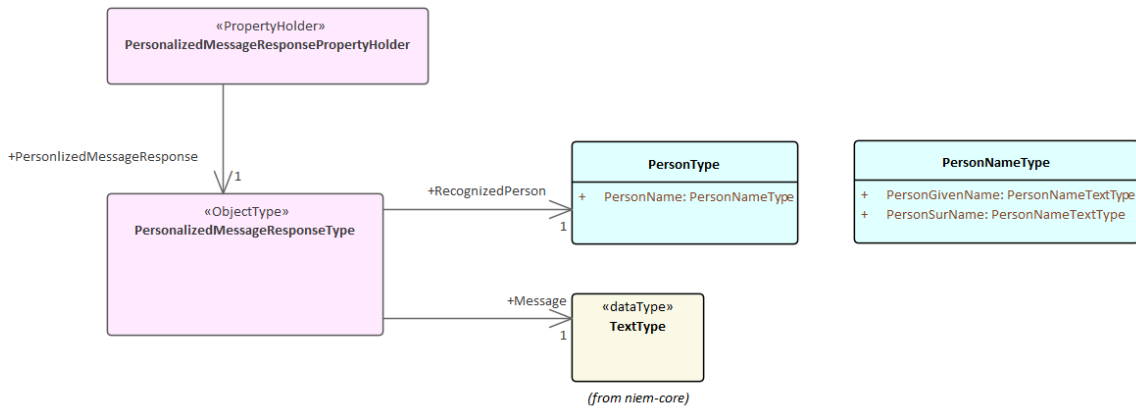 «PropertyHolder»
PersonalizedMessageResponsePropertyHolder
+PersonlizedMessageResponse
1
«ObjectType»
PersonalizedMessageResponseType
+RecognizedPerson
1
PersonType
+ PersonName: PersonNameType
PersonNameType
+ PersonGivenName: PersonNameTextType
+ PersonSurName: PersonNameTextType
+Message
1
«dataType»
TextType
(from niem-core)